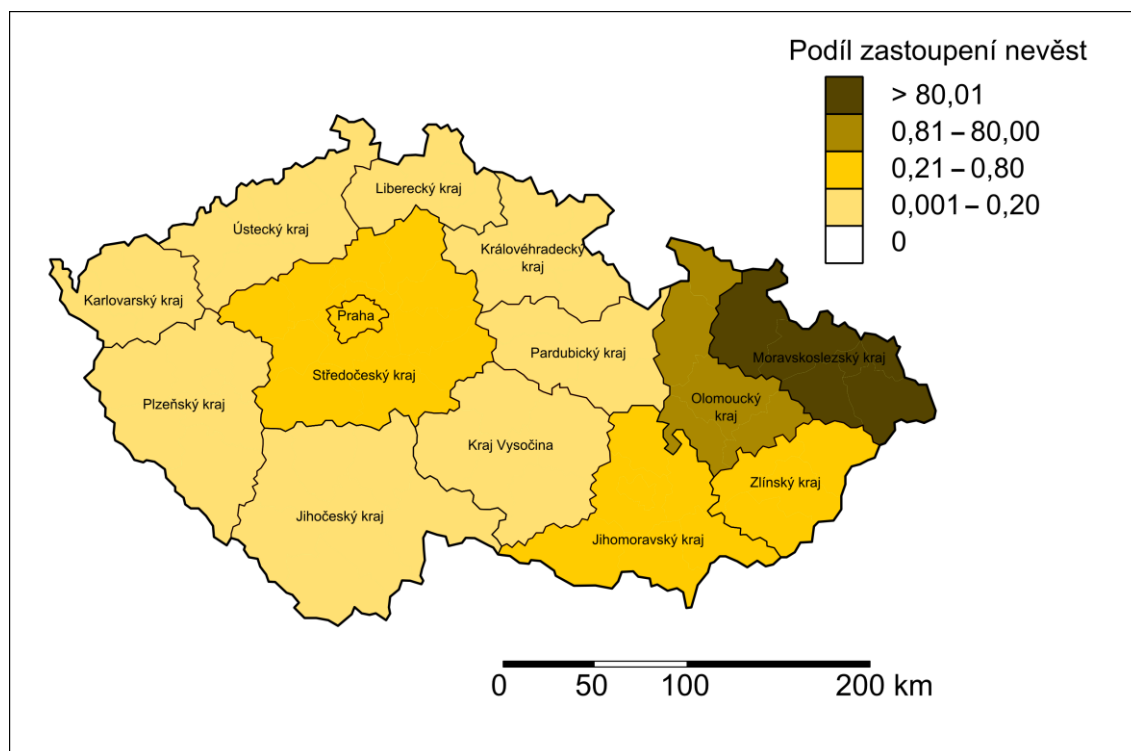 Podíl zastoupení nevěst
> 80,01
0,81 – 80,00
0,21 – 0,80
0,001 – 0,20
0
Liberecký kraj
Ústecký kraj
Královéhradecký
kraj
Karlovarský kraj
Praha
Pardubický kraj
Moravskoslezský kraj
Středočeský kraj
Plzeňský kraj
Olomoucký
kraj
Kraj Vysočina
Zlínský kraj
Jihočeský kraj
Jihomoravský kraj
0 50 100 200 km